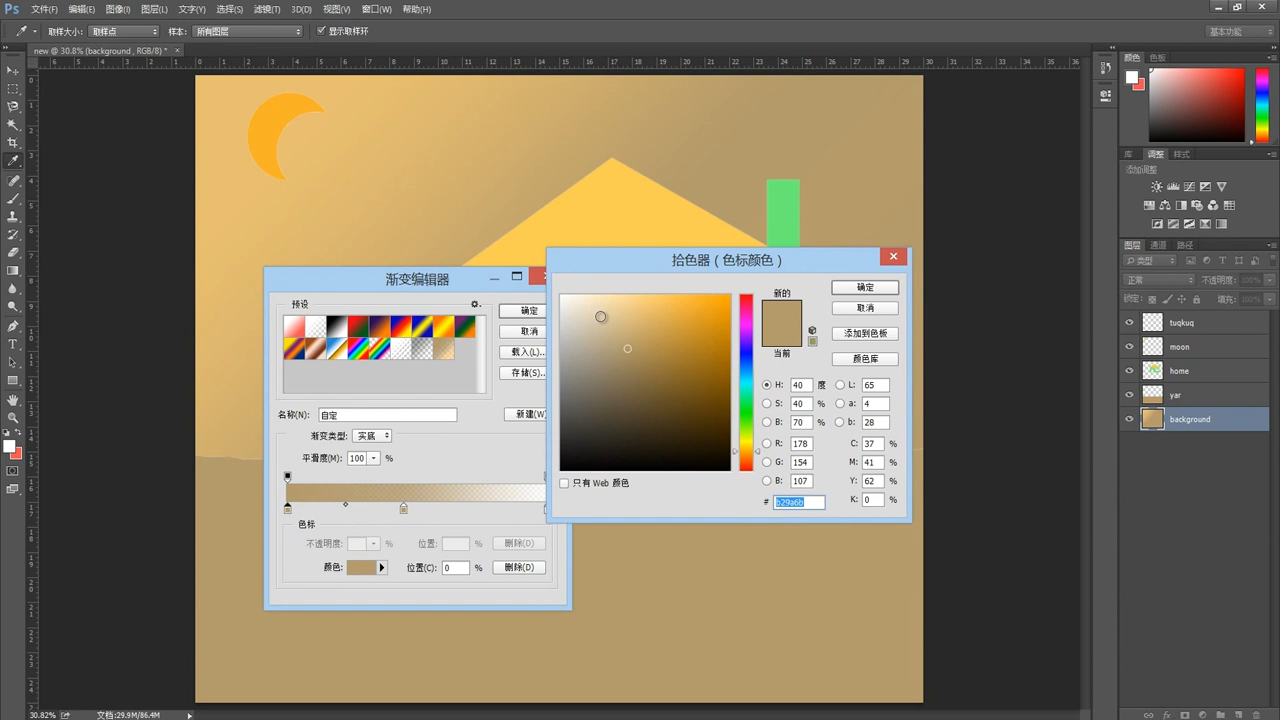 Ps 文件(F) 编辑(E) 图像(I) 图层(L) 文字(Y) 选择(S) 滤镜(T) 3D(D) 视图(V) 窗口(W) 帮助(H)
取样大小: 取样点 样本: 所有图层 显示取样环 基本功能
new @ 30.8% (background , RGB/8) * ×
颜色 色板
库 调整 样式
添加调整
图层 通道 路径
类型
正常 不透明度: 100%
锁定: 填充: 100%
tuqkuq
moon
home
yar
background
渐变编辑器
预设
确定
取消
载入(L)...
存储(S)...
名称(N): 自定 新建(W)
渐变类型: 实底
平滑度(M): 100 %
色标
不透明度: % 位置: % 删除(D)
颜色: 位置(C): 0 % 删除(D)
拾色器（色标颜色）
新的
当前
确定
取消
添加到色板
颜色库
H: 40 度 L: 65
S: 40 % a: 4
B: 70 % b: 28
R: 178 C: 37 %
G: 154 M: 41 %
B: 107 Y: 62 %
# b29a6b K: 0 %
只有 Web 颜色
30.82% 文档:29.9M/86.4M